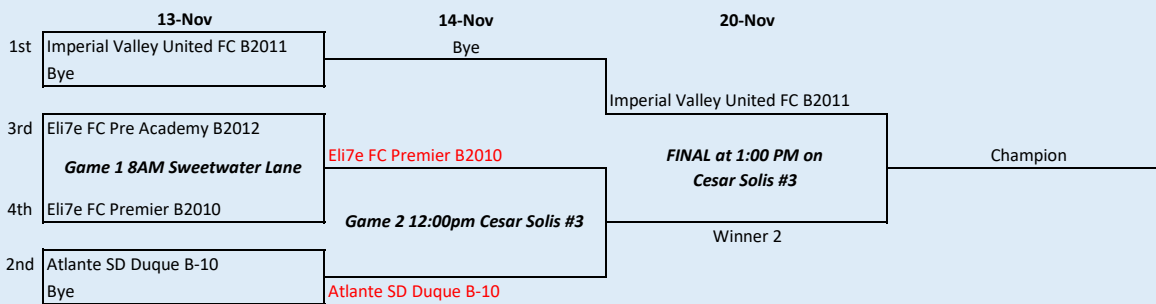 13-Nov
14-Nov
20-Nov
1st
Imperial Valley United FC B2011
Bye
Bye
Imperial Valley United FC B2011
3rd
Eli7e FC Pre Academy B2012
Game 1 8AM Sweetwater Lane
Eli7e FC Premier B2010
FINAL at 1:00 PM on
Cesar Solis #3
Champion
4th
Eli7e FC Premier B2010
Game 2 12:00pm Cesar Solis #3
Winner 2
2nd
Atlante SD Duque B-10
Bye
Atlante SD Duque B-10